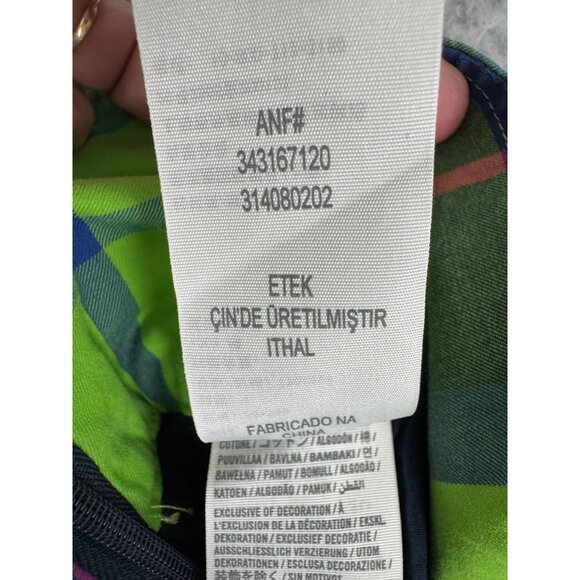 ANF#
343167120
314080202
ETEK
ÇIN'DE ÜRETILMIŞTIR
ITHAL
FABRICADO NA
CHINA
COTONE / コットン / ALGODÓN / 棉 /
PUUVILLAA / BAVLNA / BAMBAKI / 면 /
BAWEŁNA / PAMUT / BOMULL / ALGODÃO /
KATOEN / ALGODÃO / PAMUK / القطن /
EXCLUSIVE OF DECORATION / À
L'EXCLUSION DE LA DÉCORATION / EKSKL.
DEKORATION / EXCLUSIEF DECORATIE /
AUSSCHLIESSLICH VERZIERUNG / UTOM
DEKORATIONEN / ESCLUSA DECORAZIONE /
装飾を除く / SIN MOTIVOS